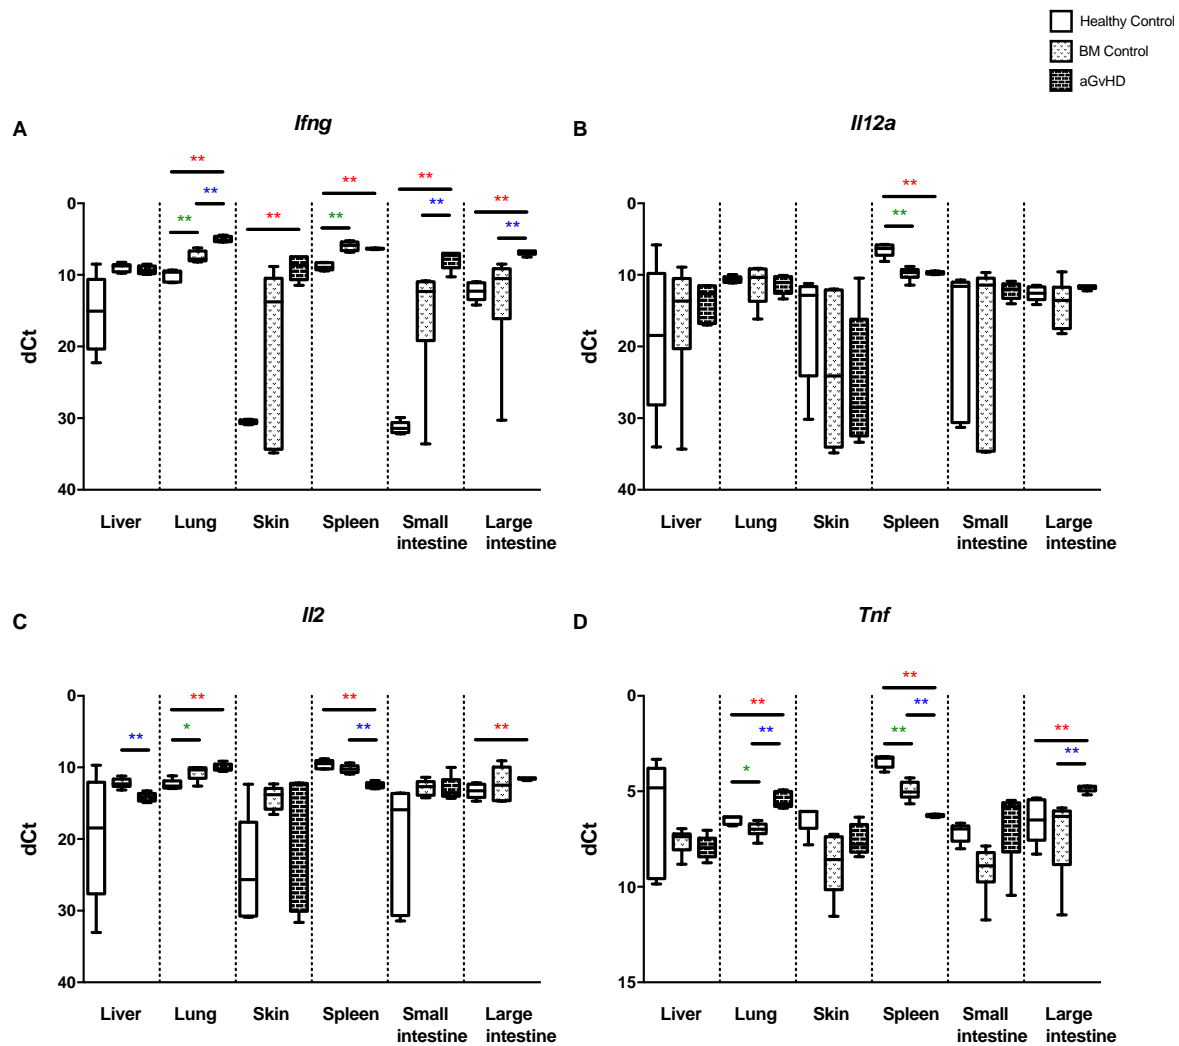 Healthy Control
BM Control
aGvHD
A
Ifng
B
Il12a
** ** ** ** ** ** ** ** ** **
** **
0
10
20
30
40
dCt
Liver Lung Skin Spleen Small intestine Large intestine
0
10
20
30
40
dCt
Liver Lung Skin Spleen Small intestine Large intestine
C
Il2
D
Tnf
** ** * ** ** **
** ** * ** ** ** ** **
0
10
20
30
40
dCt
Liver Lung Skin Spleen Small intestine Large intestine
0
5
10
15
dCt
Liver Lung Skin Spleen Small intestine Large intestine